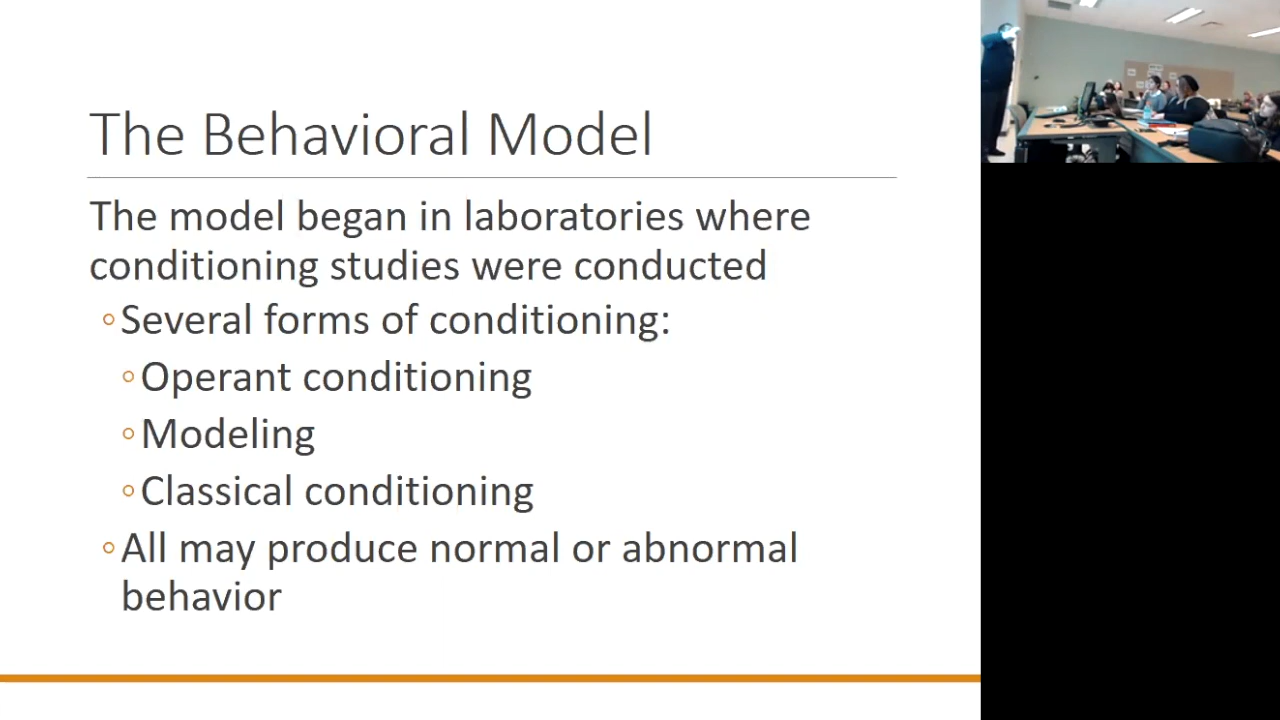 The Behavioral Model
The model began in laboratories where
conditioning studies were conducted
◦Several forms of conditioning:
◦Operant conditioning
◦Modeling
◦Classical conditioning
◦All may produce normal or abnormal
behavior